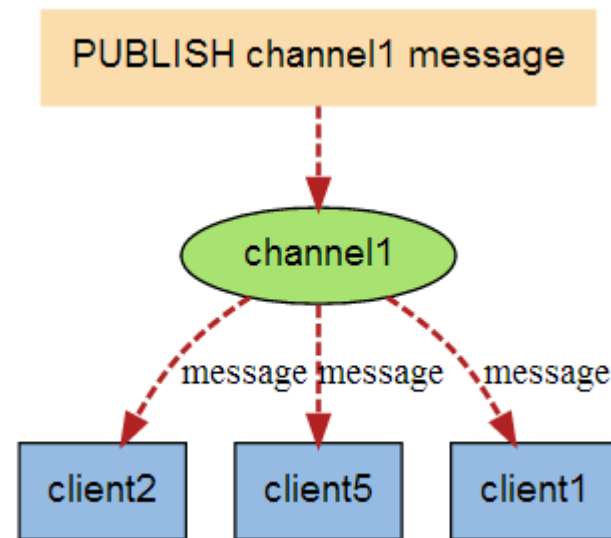 PUBLISH channel1 message
channel1
message message message
client2 client5 client1